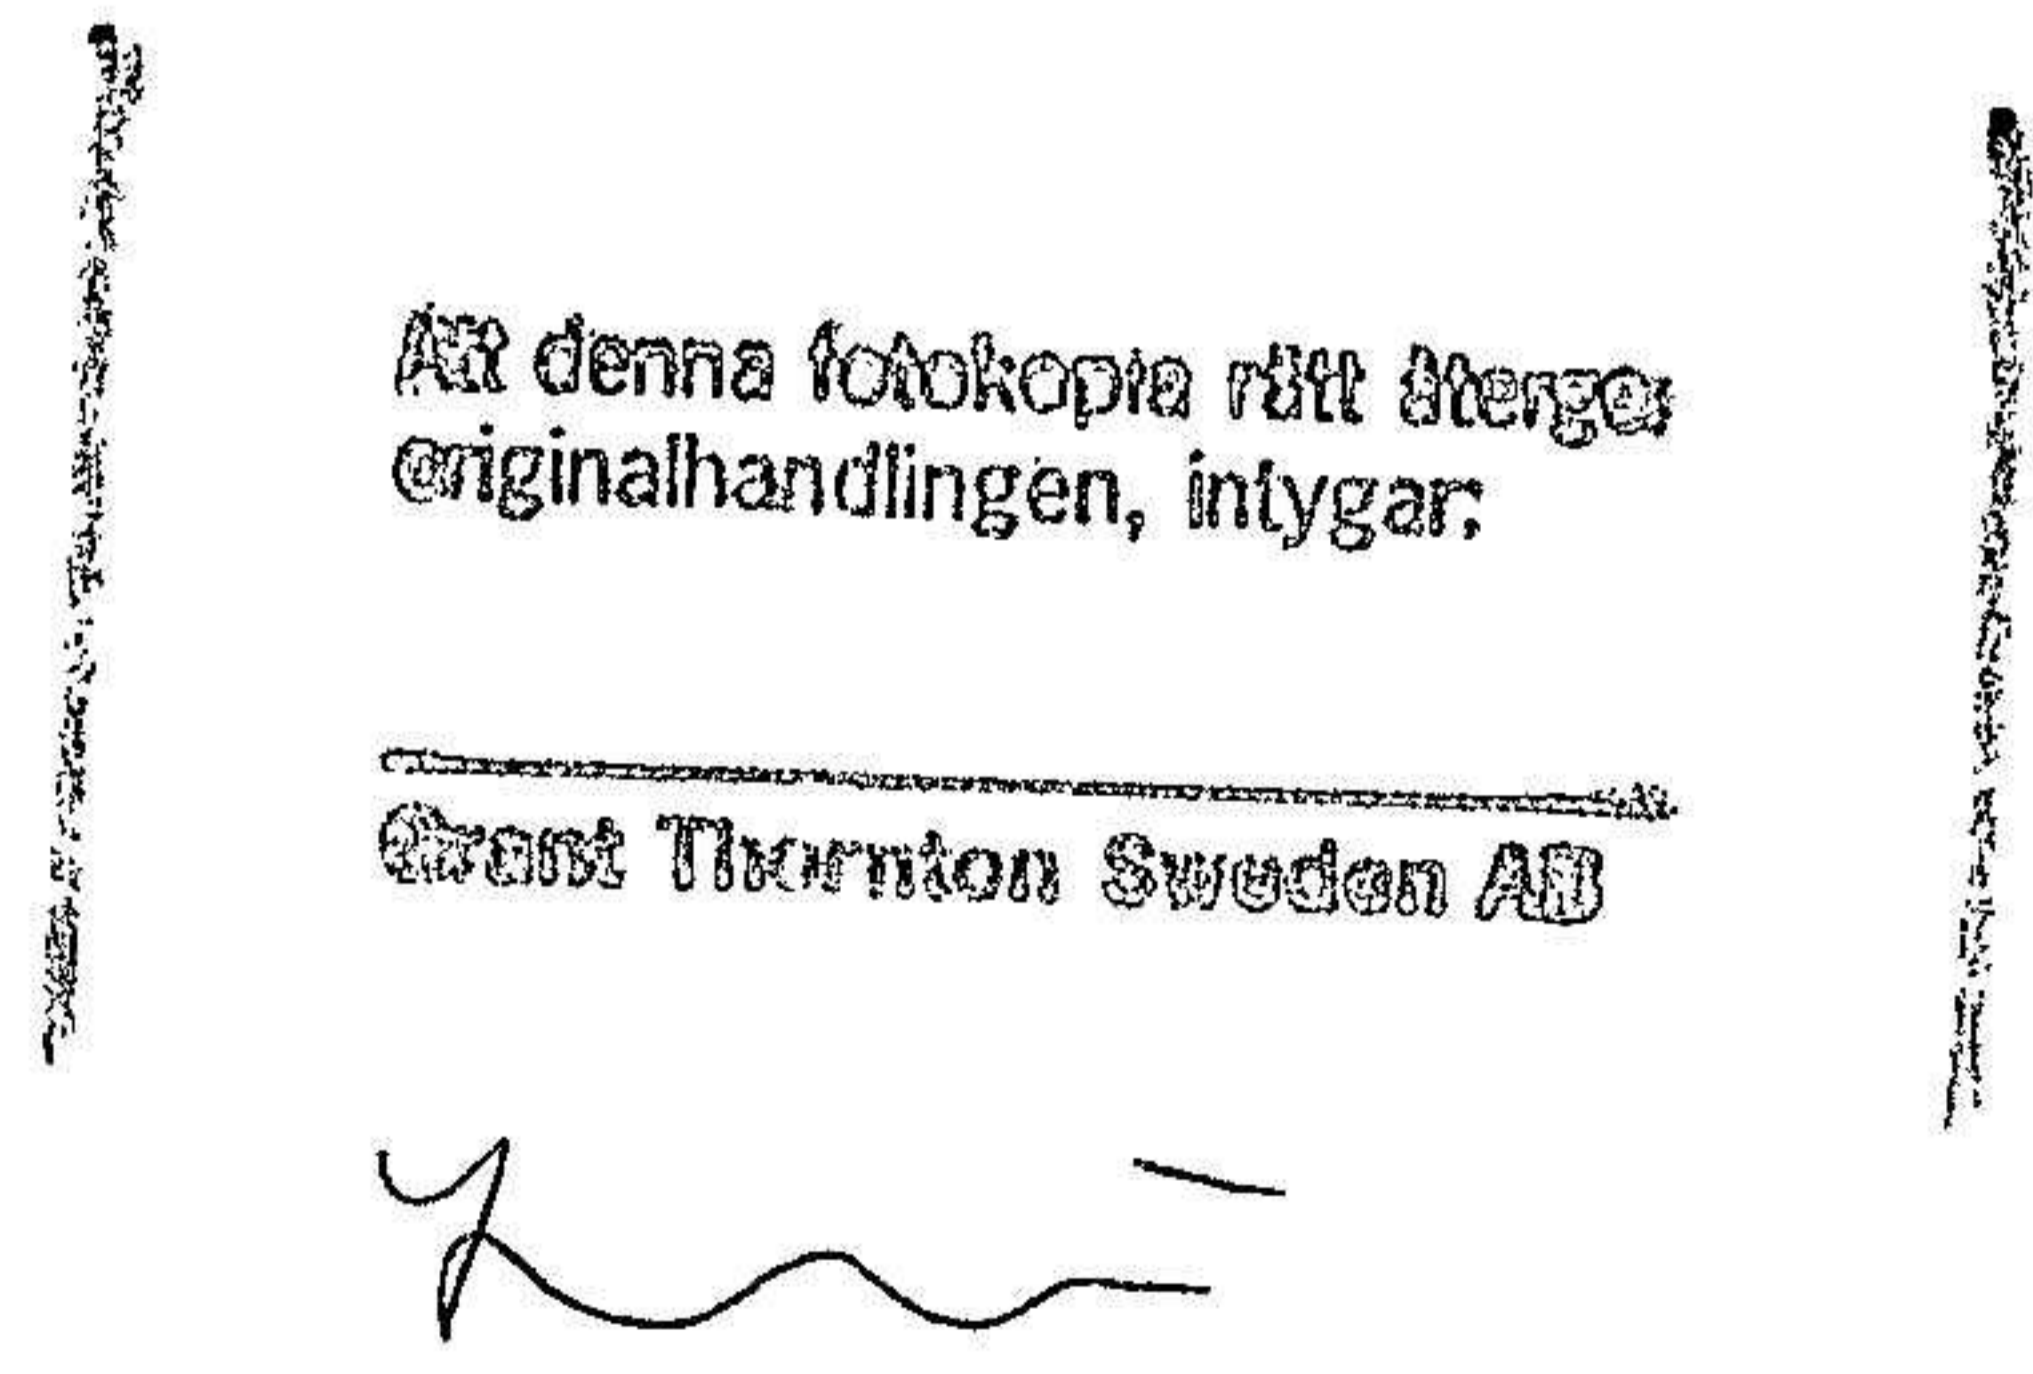 Att denna fotokopia rätt återger
originalhandlingen, intygar:
Grant Thornton Sweden AB